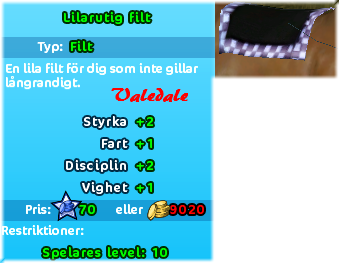 Lilarutig filt
Typ: Filt
En lila filt för dig som inte gillar
långrandigt.
Valedale
Styrka +2
Fart +1
Disciplin +2
Vighet +1
Pris: 70 eller 9020
Restriktioner:
Spelares level: 10